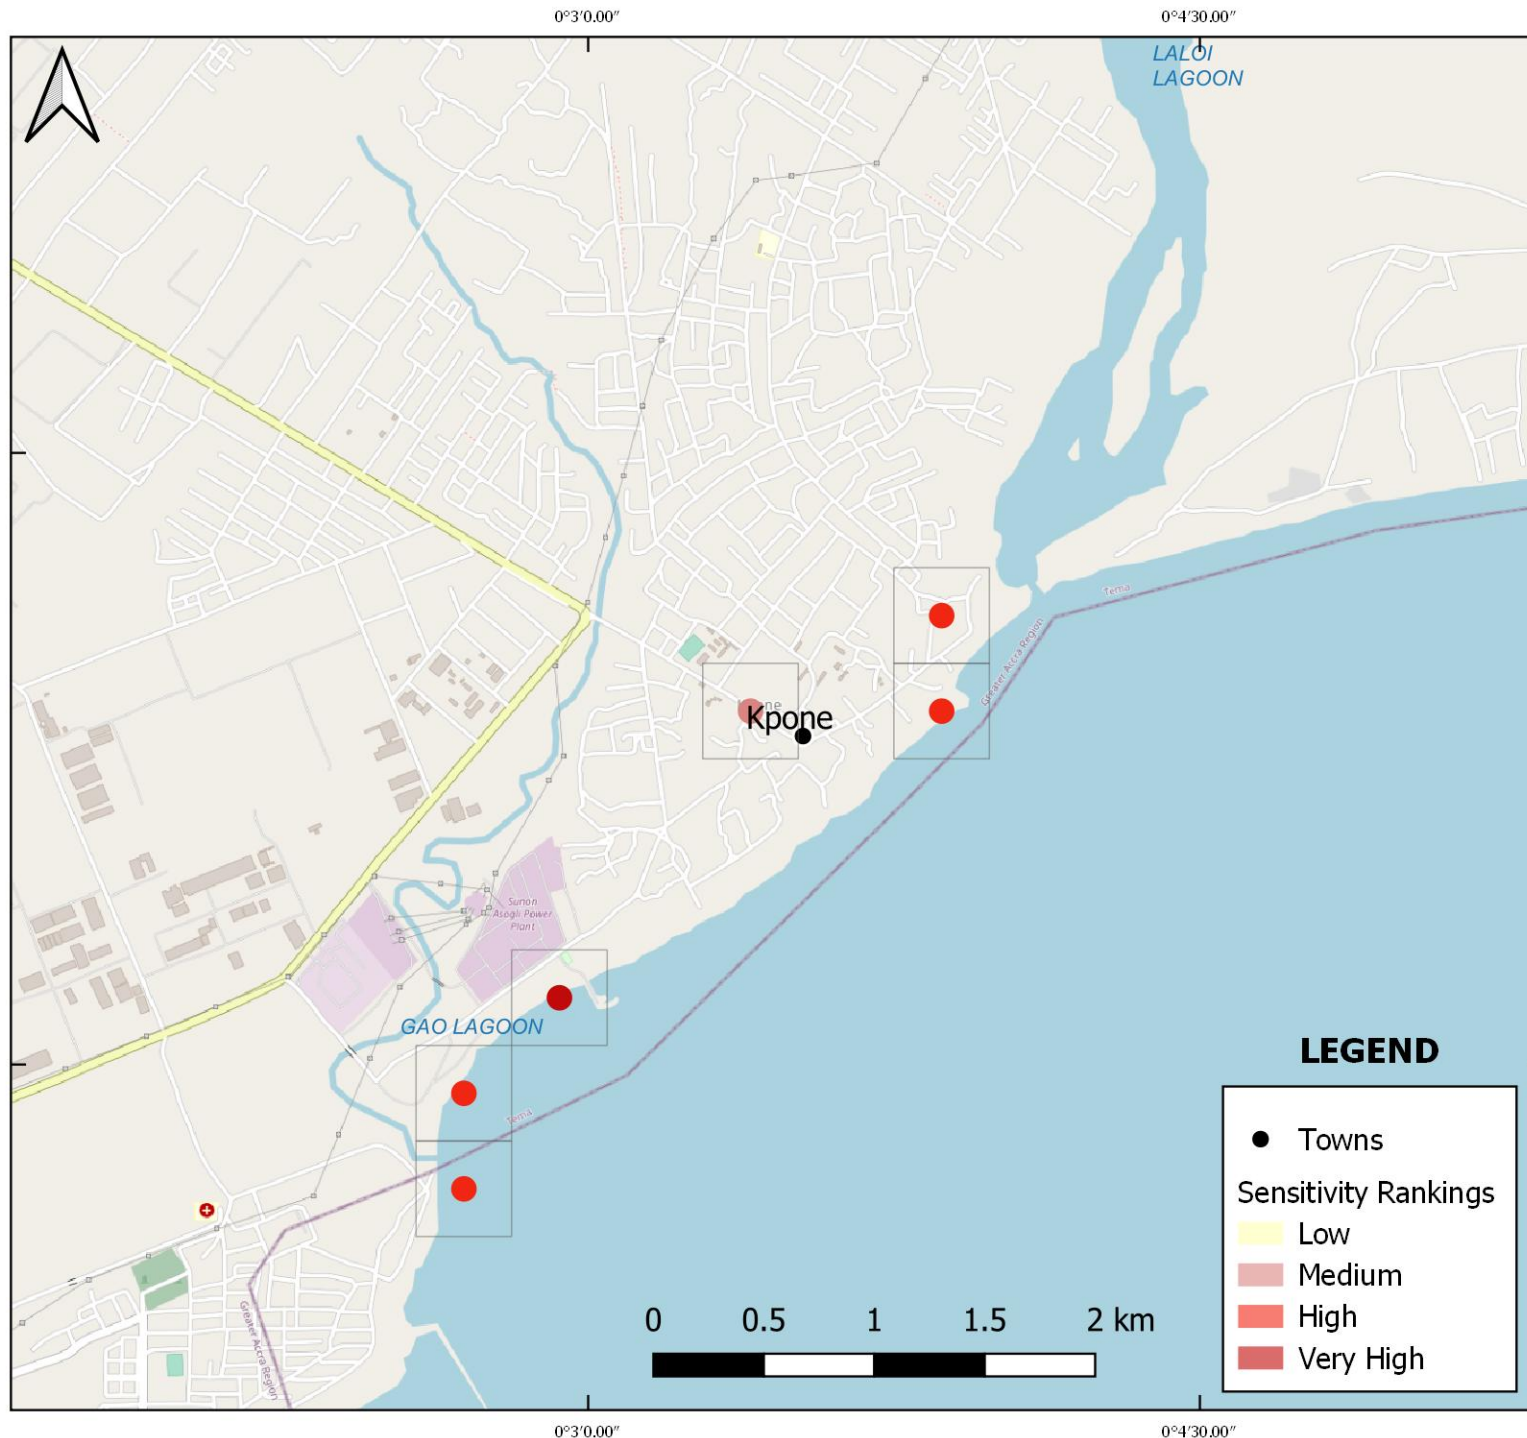 0°3′0.00″
0°4′30.00″
LALOI
LAGOON
Tema
Greater Accra Region
Kpone
Sunon
Asogli Power
Plant
GAO LAGOON
Tema
Greater Accra Region
LEGEND
Towns
Sensitivity Rankings
Low
Medium
High
Very High
0 0.5 1 1.5 2 km
0°3′0.00″
0°4′30.00″